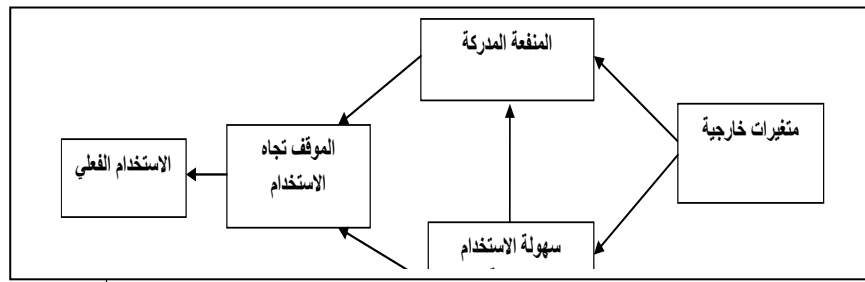 المنفعة المدركة
متغيرات خارجية
الموقف تجاه
الاستخدام
الاستخدام الفعلي
سهولة الاستخدام